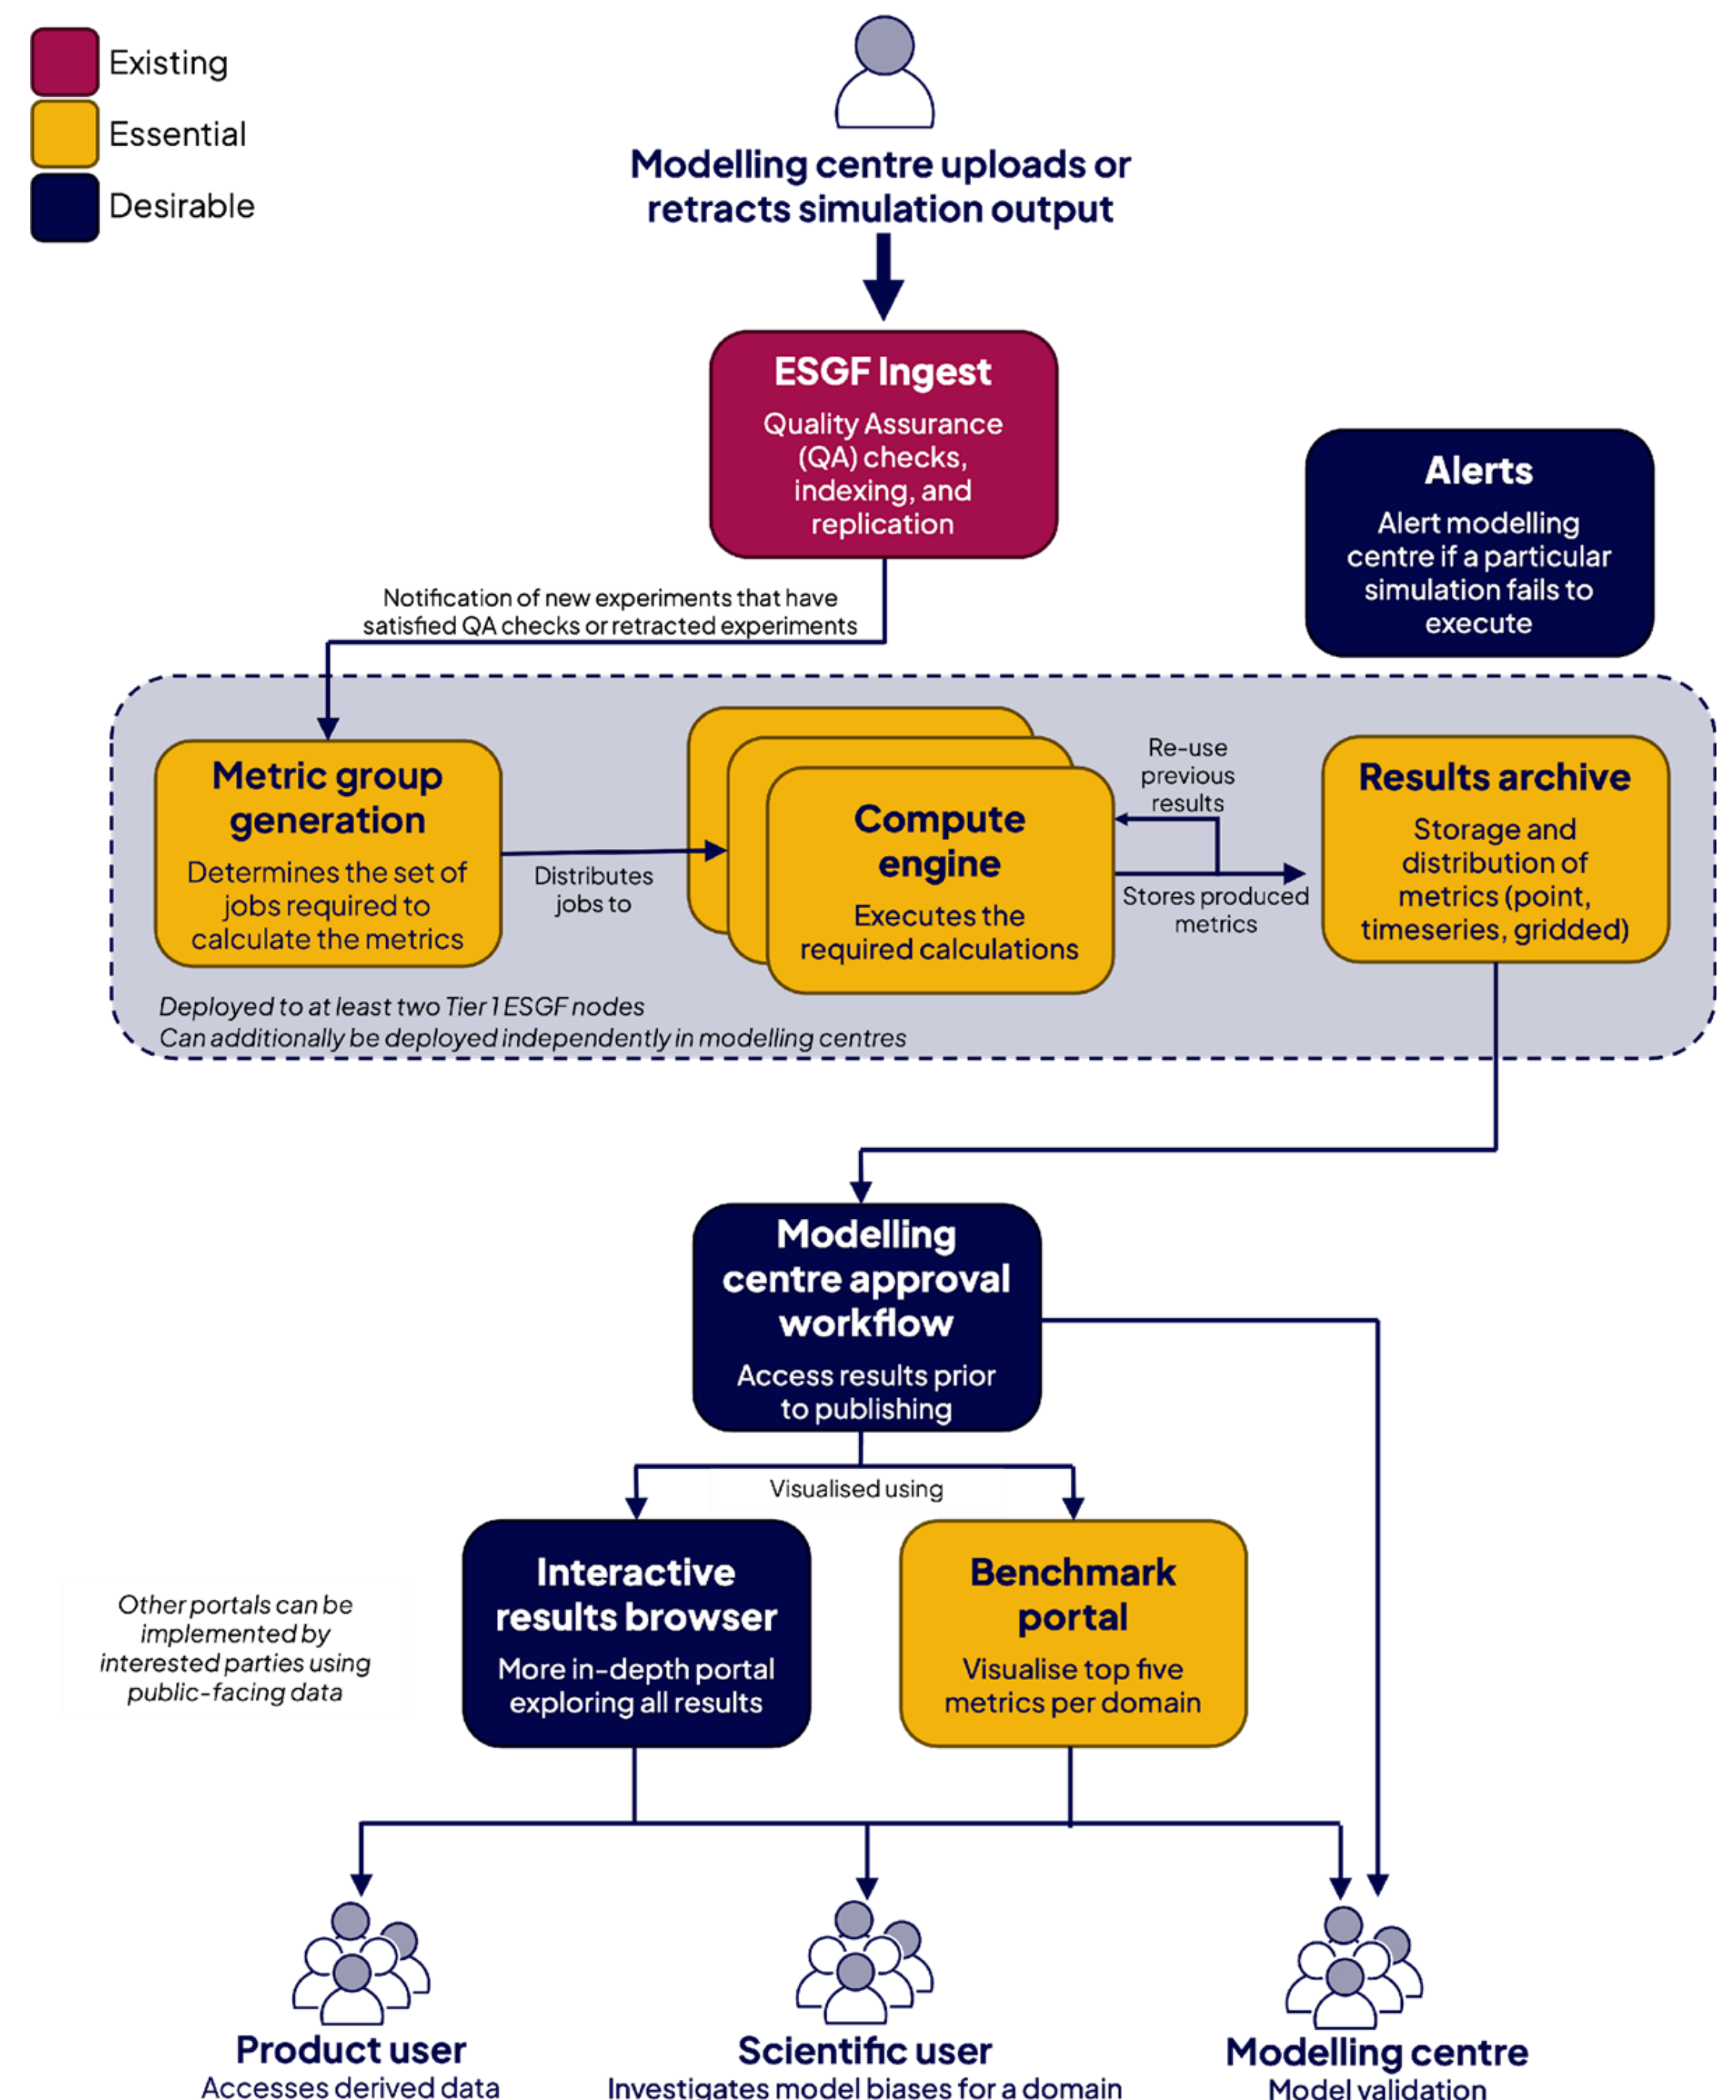 Existing
Essential
Desirable
Modelling centre uploads or
retracts simulation output
ESGF Ingest
Quality Assurance
(QA) checks,
indexing, and
replication
Alerts
Alert modelling
centre if a particular
simulation fails to
execute
Notification of new experiments that have
satisfied QA checks or retracted experiments
Metric group
generation
Determines the set of
jobs required to
calculate the metrics
Distributes
jobs to
Compute
engine
Executes the
required calculations
Re-use
previous
results
Stores produced
metrics
Results archive
Storage and
distribution of
metrics (point,
timeseries, gridded)
Deployed to at least two Tier 1 ESGF nodes
Can additionally be deployed independently in modelling centres
Modelling
centre approval
workflow
Access results prior
to publishing
Visualised using
Other portals can be
implemented by
interested parties using
public-facing data
Interactive
results browser
More in-depth portal
exploring all results
Benchmark
portal
Visualise top five
metrics per domain
Product user
Accesses derived data
Scientific user
Investigates model biases for a domain
Modelling centre
Model validation